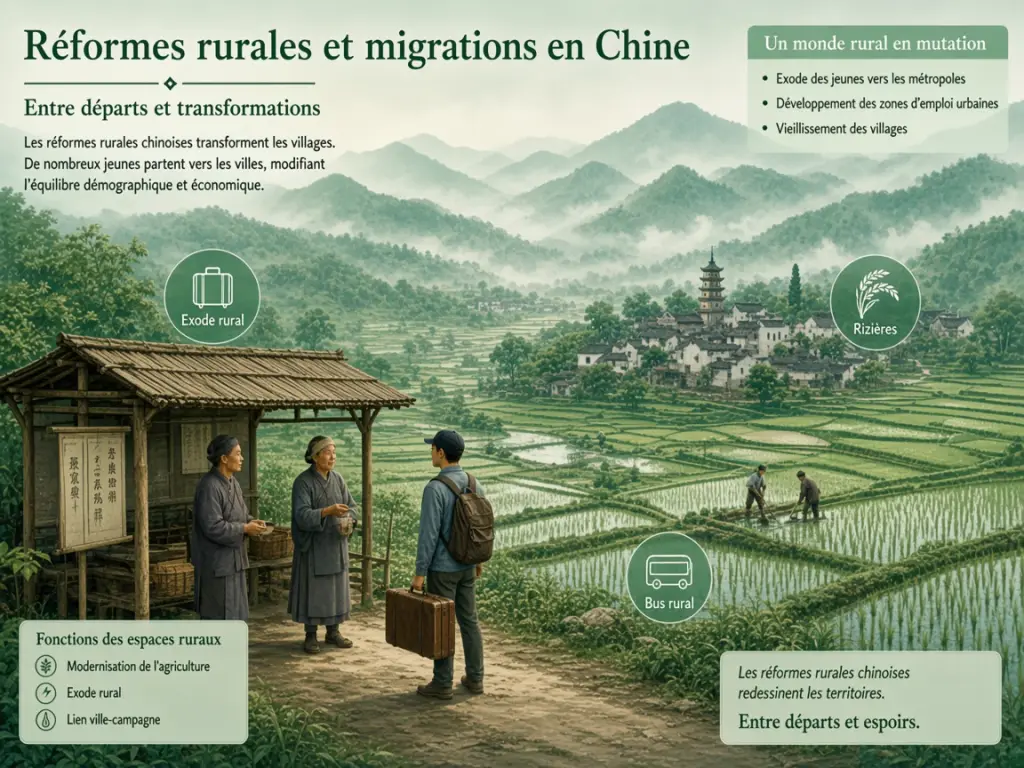 Réformes rurales et migrations en Chine
Entre départs et transformations
Les réformes rurales chinoises transforment les villages.
De nombreux jeunes partent vers les villes, modifiant
l'équilibre démographique et économique.
Un monde rural en mutation
• Exode des jeunes vers les métropoles
• Développement des zones d'emploi urbaines
• Vieillissement des villages
Exode rural
Rizières
Bus rural
Fonctions des espaces ruraux
Modernisation de l'agriculture
Exode rural
Lien ville-campagne
Les réformes rurales chinoises
redessinent les territoires.
Entre départs et espoirs.